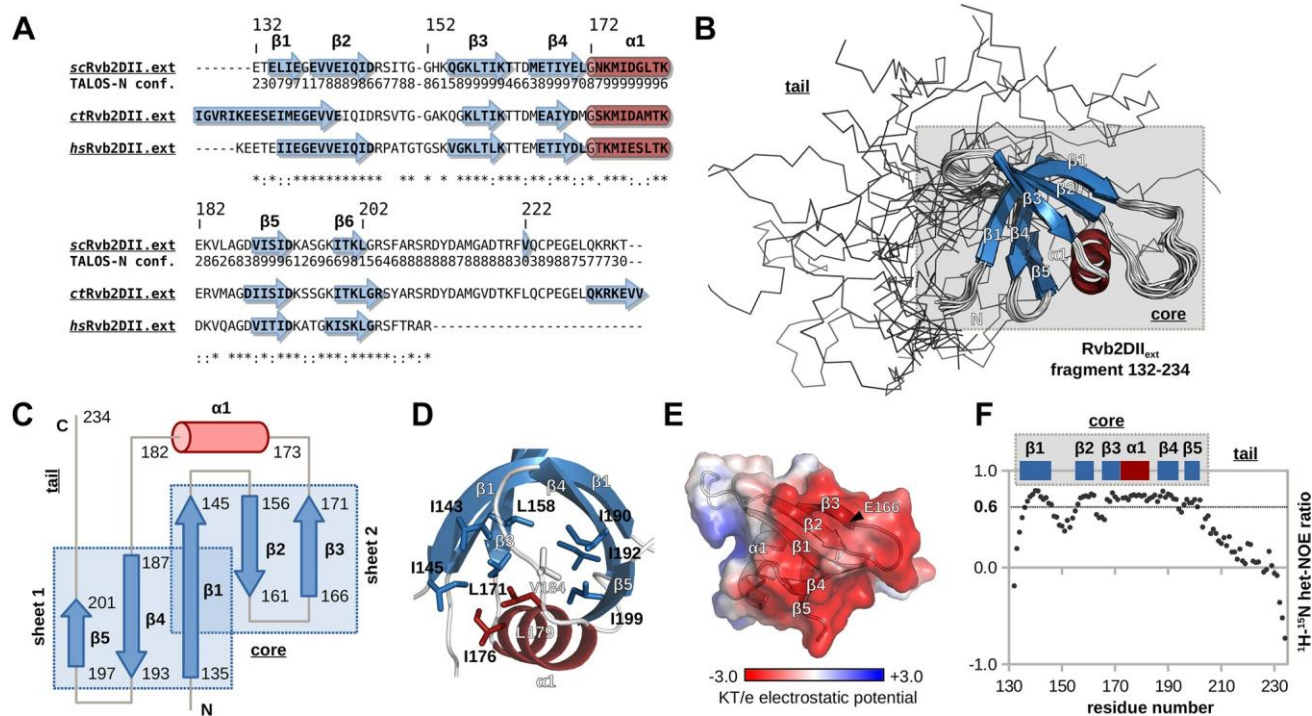 A
132 152 172
β1 β2 β3 β4 α1
scRvb2DII.ext -------ETELIEGEVVEIQIDRSITG-GHKQGKLTIKTTDMETIYELGNKMIDGLTK
TALOS-N conf. 230797117888986677788-861589999994663899970879999996
ctRvb2DII.ext IGVRIKEESEIMEGEVVEIQIDRSVTG-GAKQGKLTIKTTDMEAIYDMGSKMIDAMTK
hsRvb2DII.ext -----KEETEIIEGEVVEIQIDRPATGTGSKVGKLTLKTTEMETIYDLGTKMIESLTK
182 202 222
β5 β6
scRvb2DII.ext EKVLAGDVISIDKASGKITKLGRSFARSRDYDAMGADTRFVQCPEGELQKRKT--
TALOS-N conf.
ctRvb2DII.ext ERVMAGDIISIDKSSGKITKLGRSYARSRDYDAMGVDTKFLQCPEGELQKRKEVV
hsRvb2DII.ext DKVQAGDVITIDKATGKISKLGRSFTRAR-----------------------
B
tail
β1
β2
β3
β1 β4
α1
β5
N
core
Rvb2DIIext
fragment 132-234
C
234
C
α1
182 173
tail
145 156 171
β2 β3
sheet 2
187
β1
sheet 1
201
β4
161 166
β5
core
197 193 135
N
D
β1 β4 β1
I143 L158 I190
β3
I192
I145 β5
L171 V184
I199
L179
I176
α1
E
β3
E166
β2
α1 β1
β4
β5
-3.0 +3.0
KT/e electrostatic potential
F
core
β1 β2 β3 α1 β4 β5 tail
1.0
0.6
0.0
-1.0
130 150 170 190 210 230
residue number
¹H-¹⁵N het-NOE ratio